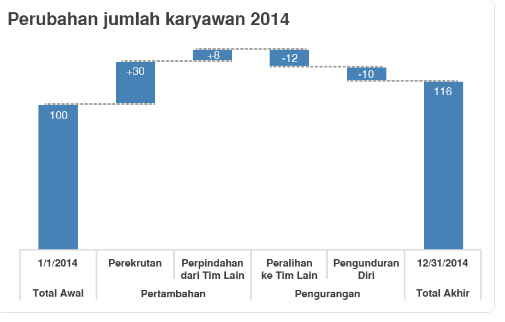 Perubahan jumlah karyawan 2014
100
+30
+8
-12
-10
116
1/1/2014
Perekrutan
Perpindahan
dari Tim Lain
Peralihan
ke Tim Lain
Pengunduran
Diri
12/31/2014
Total Awal
Pertambahan
Pengurangan
Total Akhir